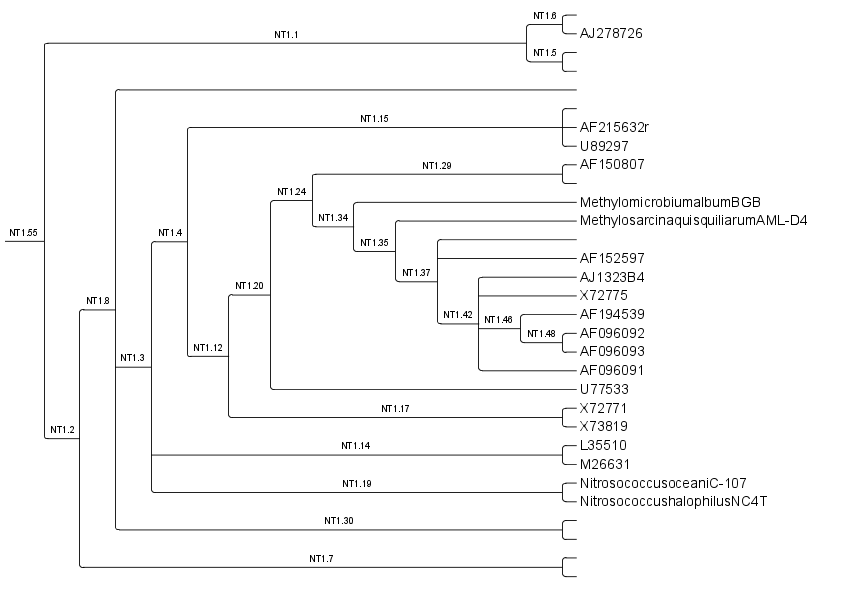 NT1.6
NT1.1
AJ278726
NT1.5
NT1.15
AF215632r
U89297
NT1.29
AF150807
NT1.24
MethylomicrobiumalbumBGB
NT1.34
MethylosarcinaquisquiliarumAML-D4
NT1.55
NT1.4
NT1.35
AF152597
NT1.37
AJ1323B4
NT1.20
X72775
NT1.8
NT1.42
NT1.46
AF194539
NT1.48
AF096092
NT1.12
AF096093
NT1.3
AF096091
U77533
NT1.17
X72771
NT1.2
X73819
NT1.14
L35510
M26631
NT1.19
NitrosococcusoceaniC-107
NitrosococcushalophilusNC4T
NT1.30
NT1.7